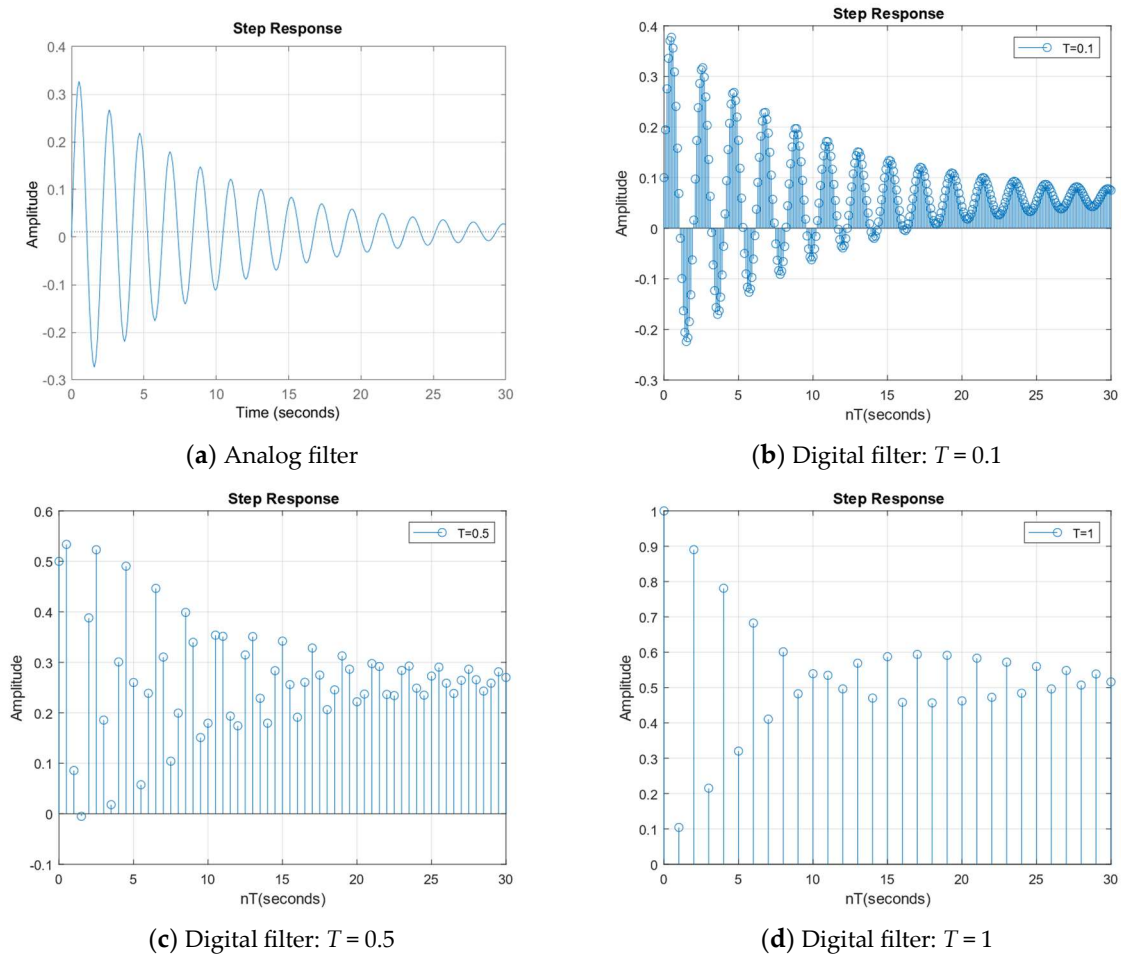 Step Response
0.4
0.3
0.2
0.1
0
-0.1
-0.2
-0.3
Amplitude
0 5 10 15 20 25 30
Time (seconds)
(a) Analog filter
Step Response
T=0.1
0.4
0.3
0.2
0.1
0
-0.1
-0.2
-0.3
Amplitude
0 5 10 15 20 25 30
nT(seconds)
(b) Digital filter: T = 0.1
Step Response
T=0.5
0.6
0.5
0.4
0.3
0.2
0.1
0
-0.1
Amplitude
0 5 10 15 20 25 30
nT(seconds)
(c) Digital filter: T = 0.5
Step Response
T=1
1
0.9
0.8
0.7
0.6
0.5
0.4
0.3
0.2
0.1
0
Amplitude
0 5 10 15 20 25 30
nT(seconds)
(d) Digital filter: T = 1